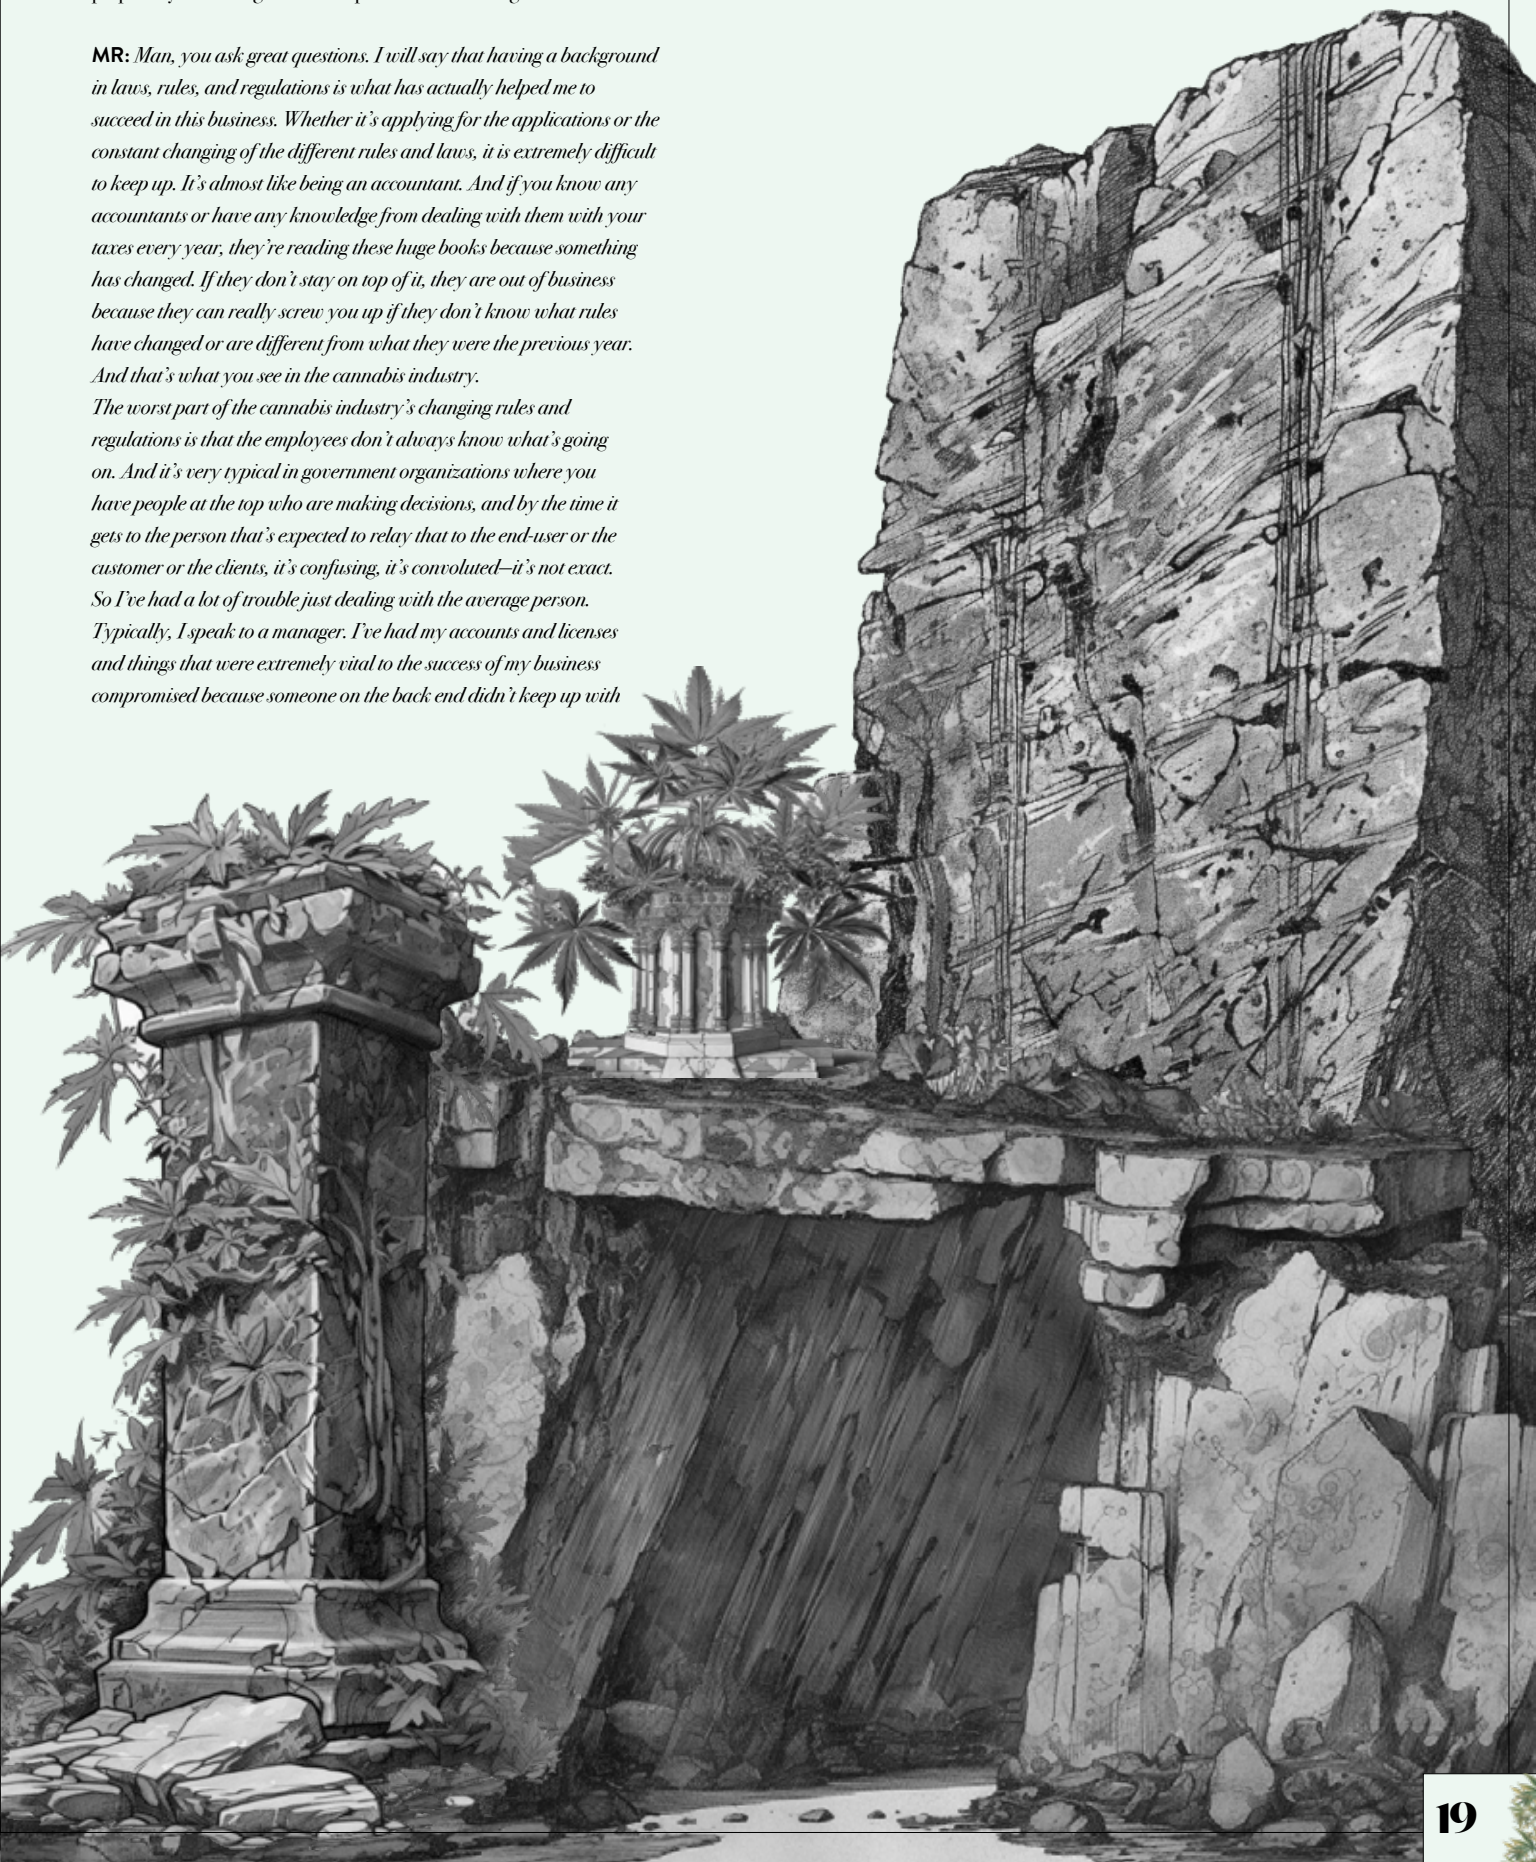 MR: Man, you ask great questions. I will say that having a background
in laws, rules, and regulations is what has actually helped me to
succeed in this business. Whether it’s applying for the applications or the
constant changing of the different rules and laws, it is extremely difficult
to keep up. It’s almost like being an accountant. And if you know any
accountants or have any knowledge from dealing with them with your
taxes every year, they’re reading these huge books because something
has changed. If they don’t stay on top of it, they are out of business
because they can really screw you up if they don’t know what rules
have changed or are different from what they were the previous year.
And that’s what you see in the cannabis industry.
The worst part of the cannabis industry’s changing rules and
regulations is that the employees don’t always know what’s going
on. And it’s very typical in government organizations where you
have people at the top who are making decisions, and by the time it
gets to the person that’s expected to relay that to the end-user or the
customer or the clients, it’s confusing, it’s convoluted—it’s not exact.
So I’ve had a lot of trouble just dealing with the average person.
Typically, I speak to a manager. I’ve had my accounts and licenses
and things that were extremely vital to the success of my business
compromised because someone on the back end didn’t keep up with
19